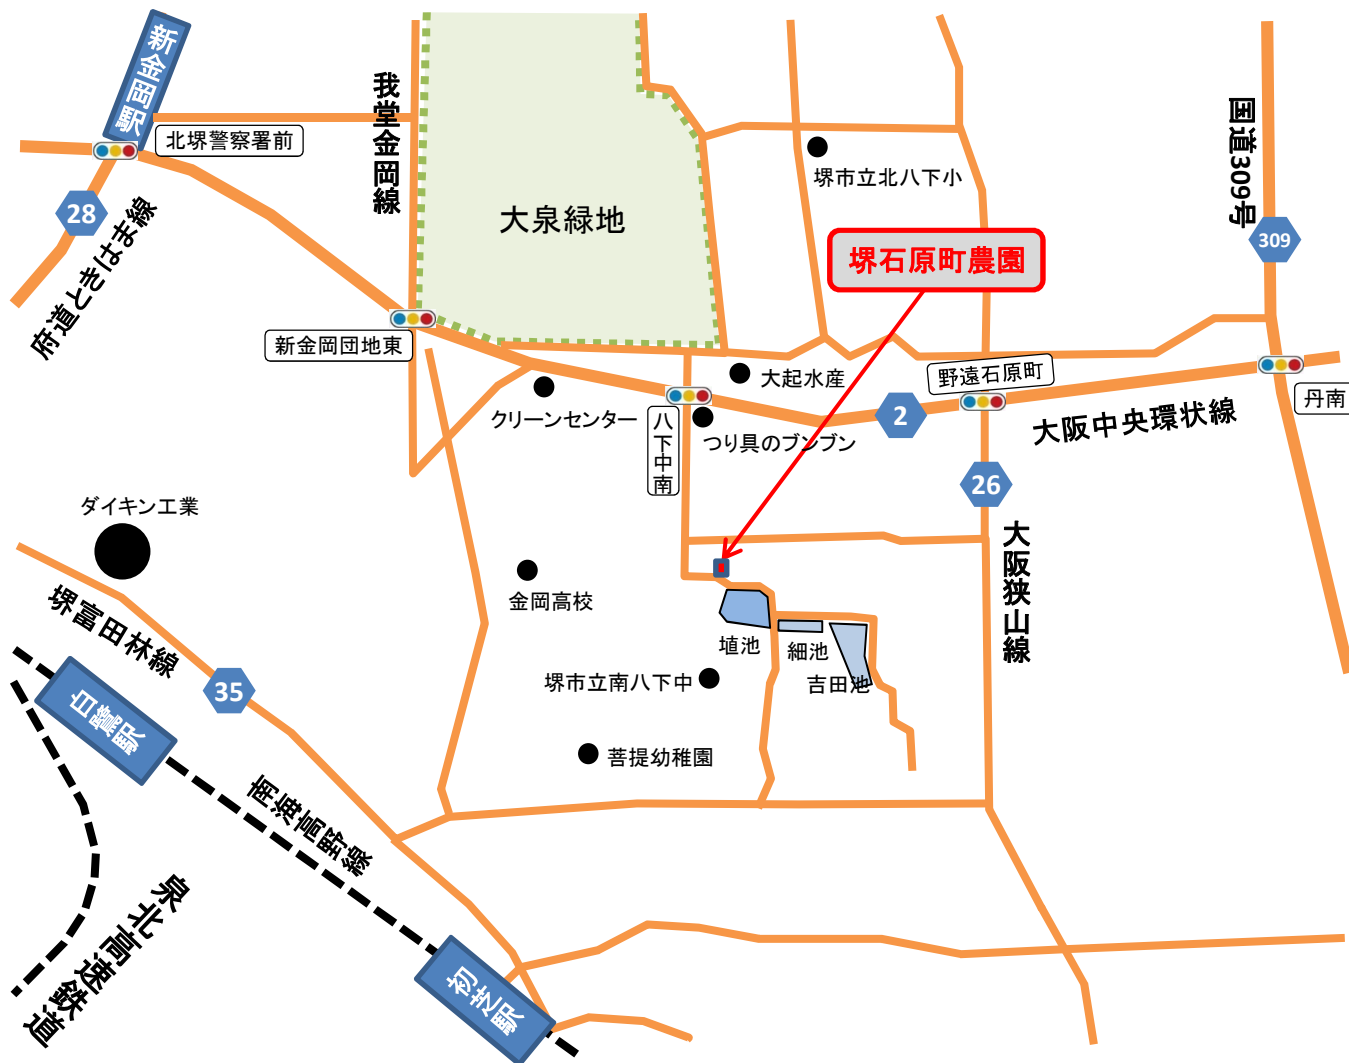 新金岡駅
北堺警察署前
28
府道ときはま線
我堂金岡線
大泉緑地
堺市立北八下小
国道309号
309
堺石原町農園
新金岡団地東
大起水産
野遠石原町
丹南
クリーンセンター
八下中南
つり具のブンブン
2
大阪中央環状線
26
大阪狭山線
ダイキン工業
堺富田林線
35
金岡高校
埴池
細池
吉田池
堺市立南八下中
菩提幼稚園
白鷺駅
南海高野線
泉北高速鉄道
初芝駅